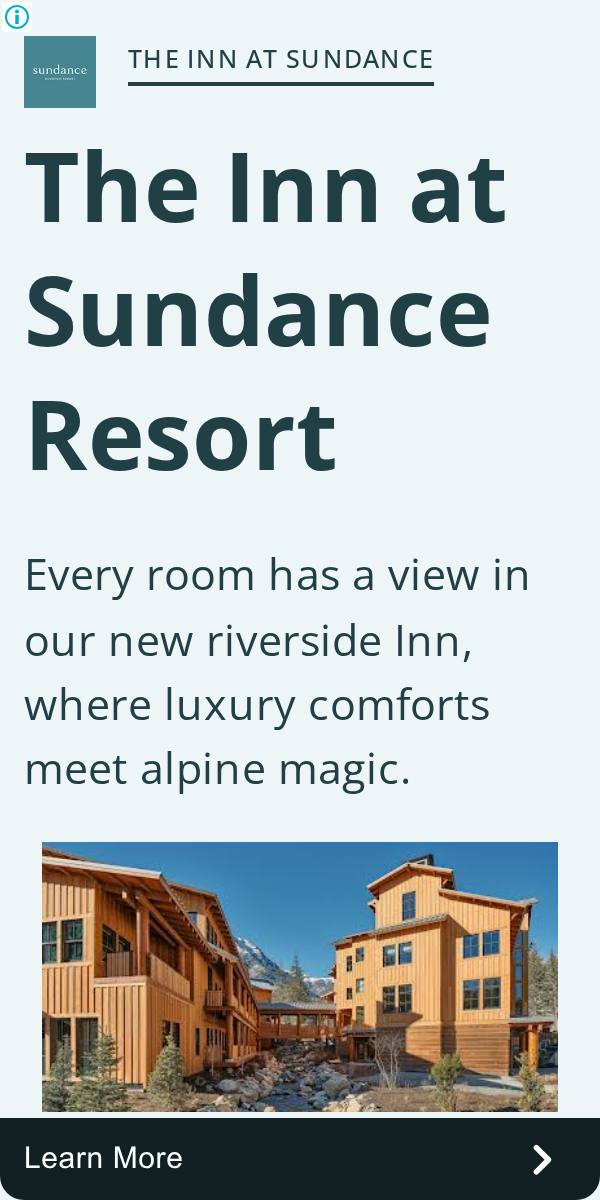 sundance
THE INN AT SUNDANCE
The Inn at
Sundance
Resort
Every room has a view in
our new riverside Inn,
where luxury comforts
meet alpine magic.
Learn More